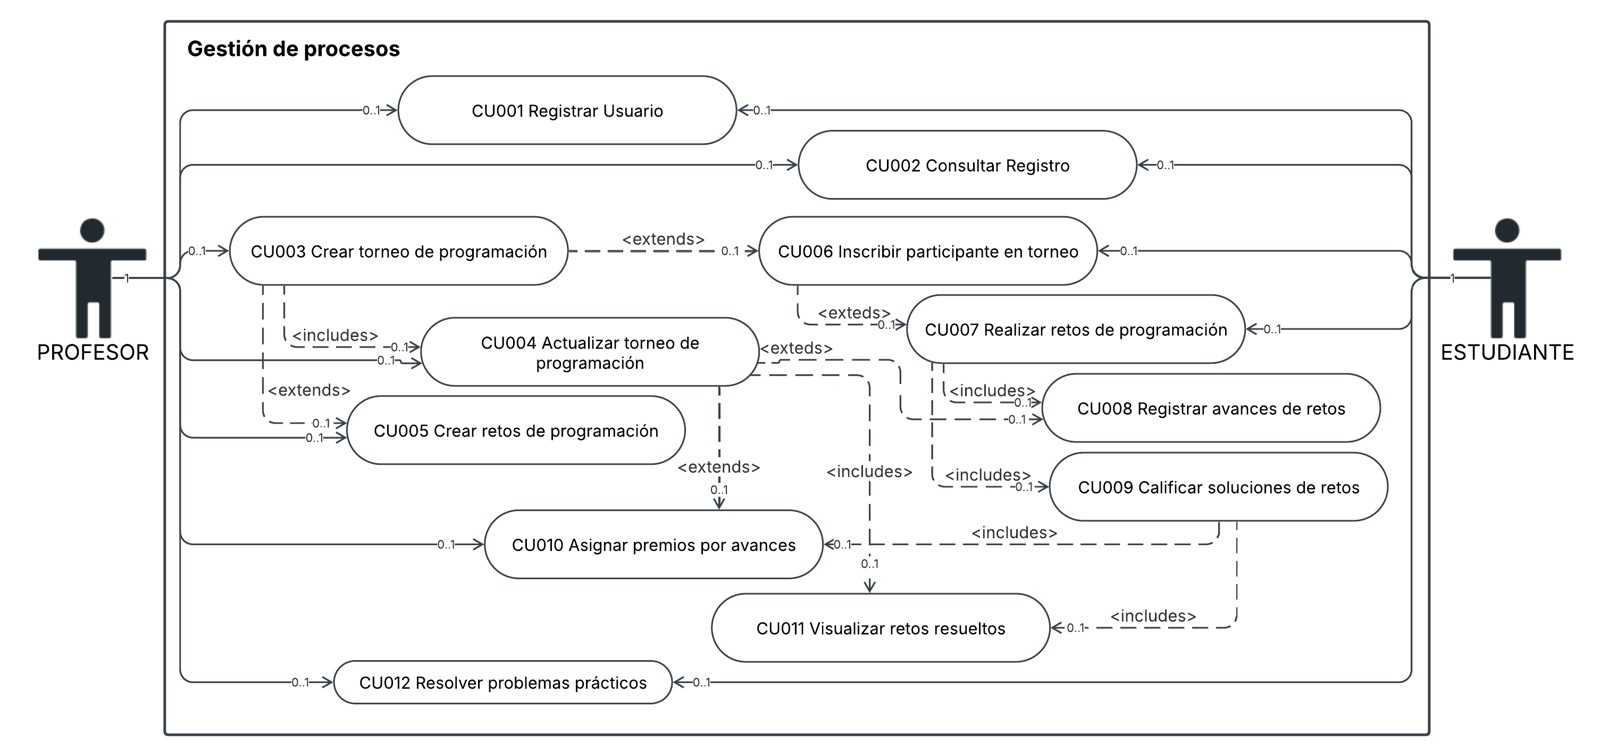 Gestión de procesos
CU001 Registrar Usuario
0..1
0..1
CU002 Consultar Registro
0..1
0..1
CU003 Crear torneo de programación
0..1
<extends>
0..1
CU006 Inscribir participante en torneo
0..1
1
PROFESOR
1
ESTUDIANTE
<includes>
0..1
0..1
CU004 Actualizar torneo de
programación
<exteds>
0..1
CU007 Realizar retos de programación
0..1
<exteds>
0..1
<extends>
0..1
0..1
CU005 Crear retos de programación
<includes>
0..1
CU008 Registrar avances de retos
<extends>
0..1
<includes>
0..1
<includes>
0..1
CU009 Calificar soluciones de retos
0..1
CU010 Asignar premios por avances
0..1
<includes>
CU011 Visualizar retos resueltos
0..1
<includes>
0..1
CU012 Resolver problemas prácticos
0..1